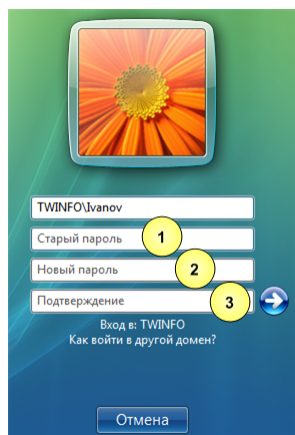 TWINFO\Ivanov
Старый пароль 1
Новый пароль 2
Подтверждение 3
Вход в: TWINFO
Как войти в другой домен?
Отмена